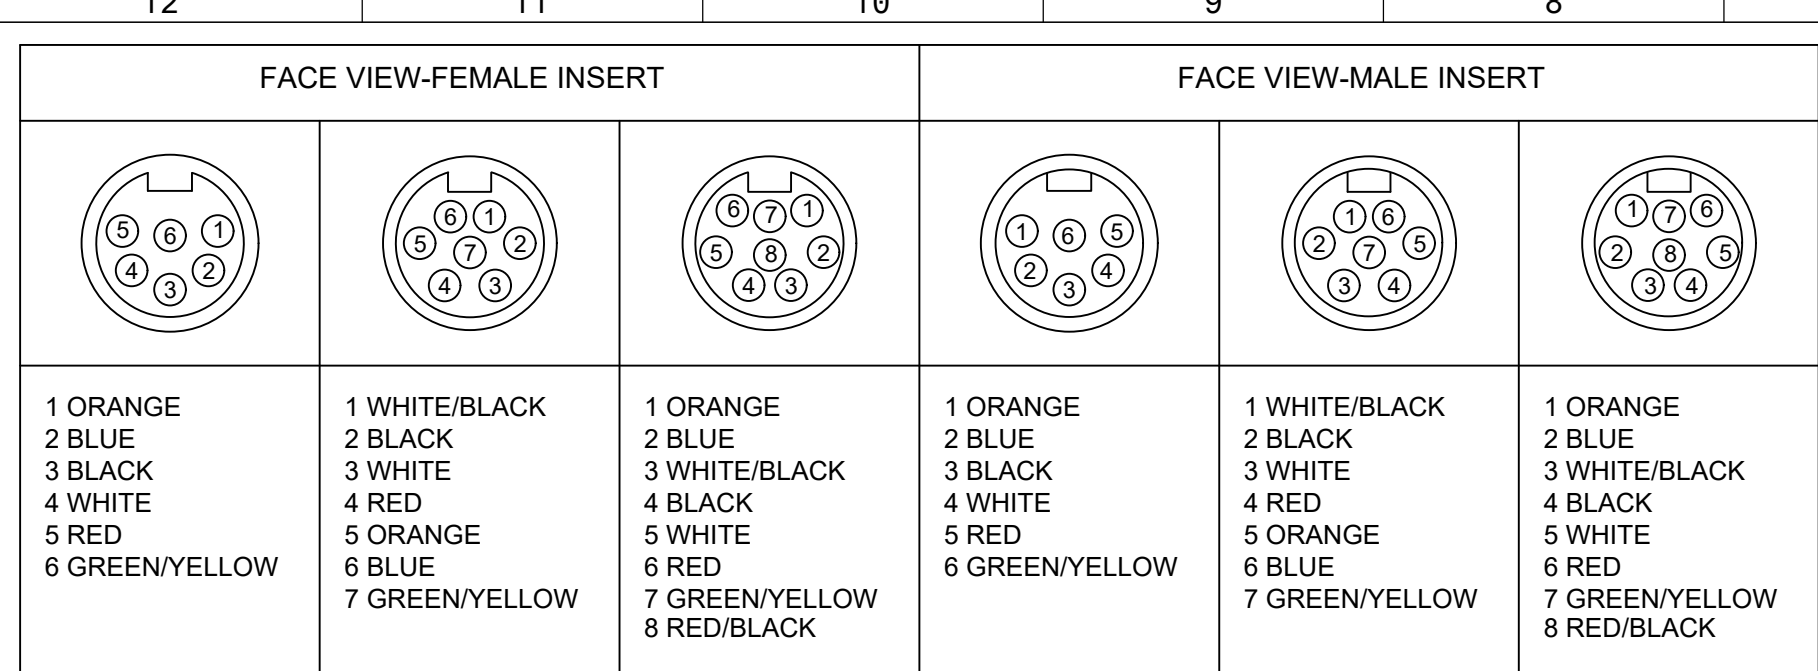 12 11 10 9 8
FACE VIEW-FEMALE INSERT
FACE VIEW-MALE INSERT
5 6 1
4 2
3
6 1
5 2
7
4 3
6 7 1
5 8 2
4 3
1 6 5
2 4
3
1 6
2 5
7
3 4
1 7 6
2 8 5
3 4
1 ORANGE
2 BLUE
3 BLACK
4 WHITE
5 RED
6 GREEN/YELLOW
1 WHITE/BLACK
2 BLACK
3 WHITE
4 RED
5 ORANGE
6 BLUE
7 GREEN/YELLOW
1 ORANGE
2 BLUE
3 WHITE/BLACK
4 BLACK
5 WHITE
6 RED
7 GREEN/YELLOW
8 RED/BLACK
1 ORANGE
2 BLUE
3 BLACK
4 WHITE
5 RED
6 GREEN/YELLOW
1 WHITE/BLACK
2 BLACK
3 WHITE
4 RED
5 ORANGE
6 BLUE
7 GREEN/YELLOW
1 ORANGE
2 BLUE
3 WHITE/BLACK
4 BLACK
5 WHITE
6 RED
7 GREEN/YELLOW
8 RED/BLACK